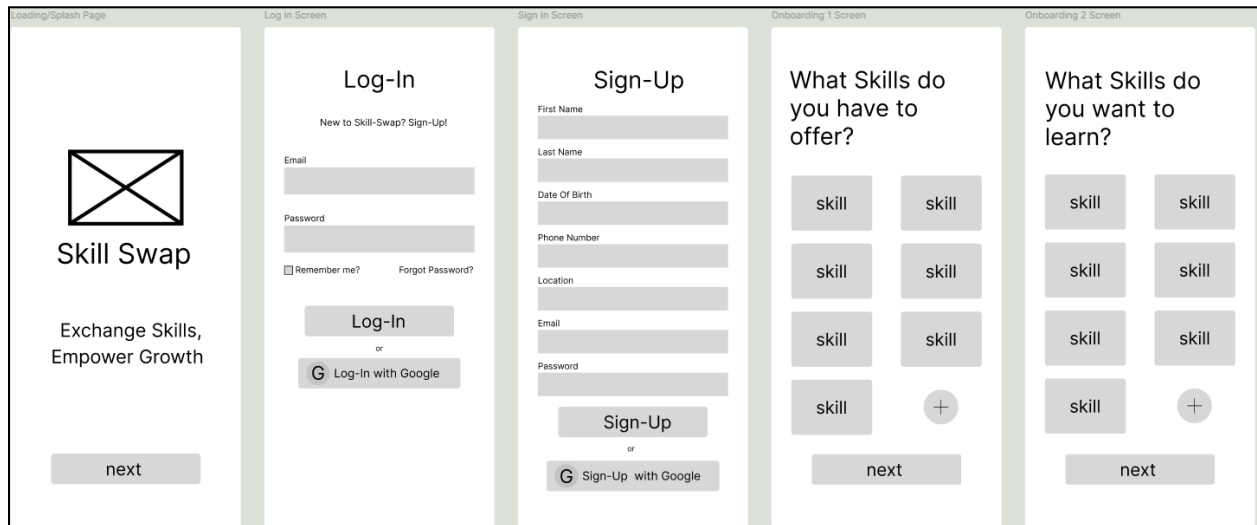 Loading/Splash Page
Skill Swap
Exchange Skills,
Empower Growth
next
Log In Screen
Log-In
New to Skill-Swap? Sign-Up!
Email
Password
Remember me? Forgot Password?
Log-In
or
G Log-In with Google
Sign In Screen
Sign-Up
First Name
Last Name
Date Of Birth
Phone Number
Location
Email
Password
Sign-Up
or
G Sign-Up with Google
Onboarding 1 Screen
What Skills do
you have to
offer?
skill skill
skill skill
skill skill
skill +
next
Onboarding 2 Screen
What Skills do
you want to
learn?
skill skill
skill skill
skill skill
skill +
next